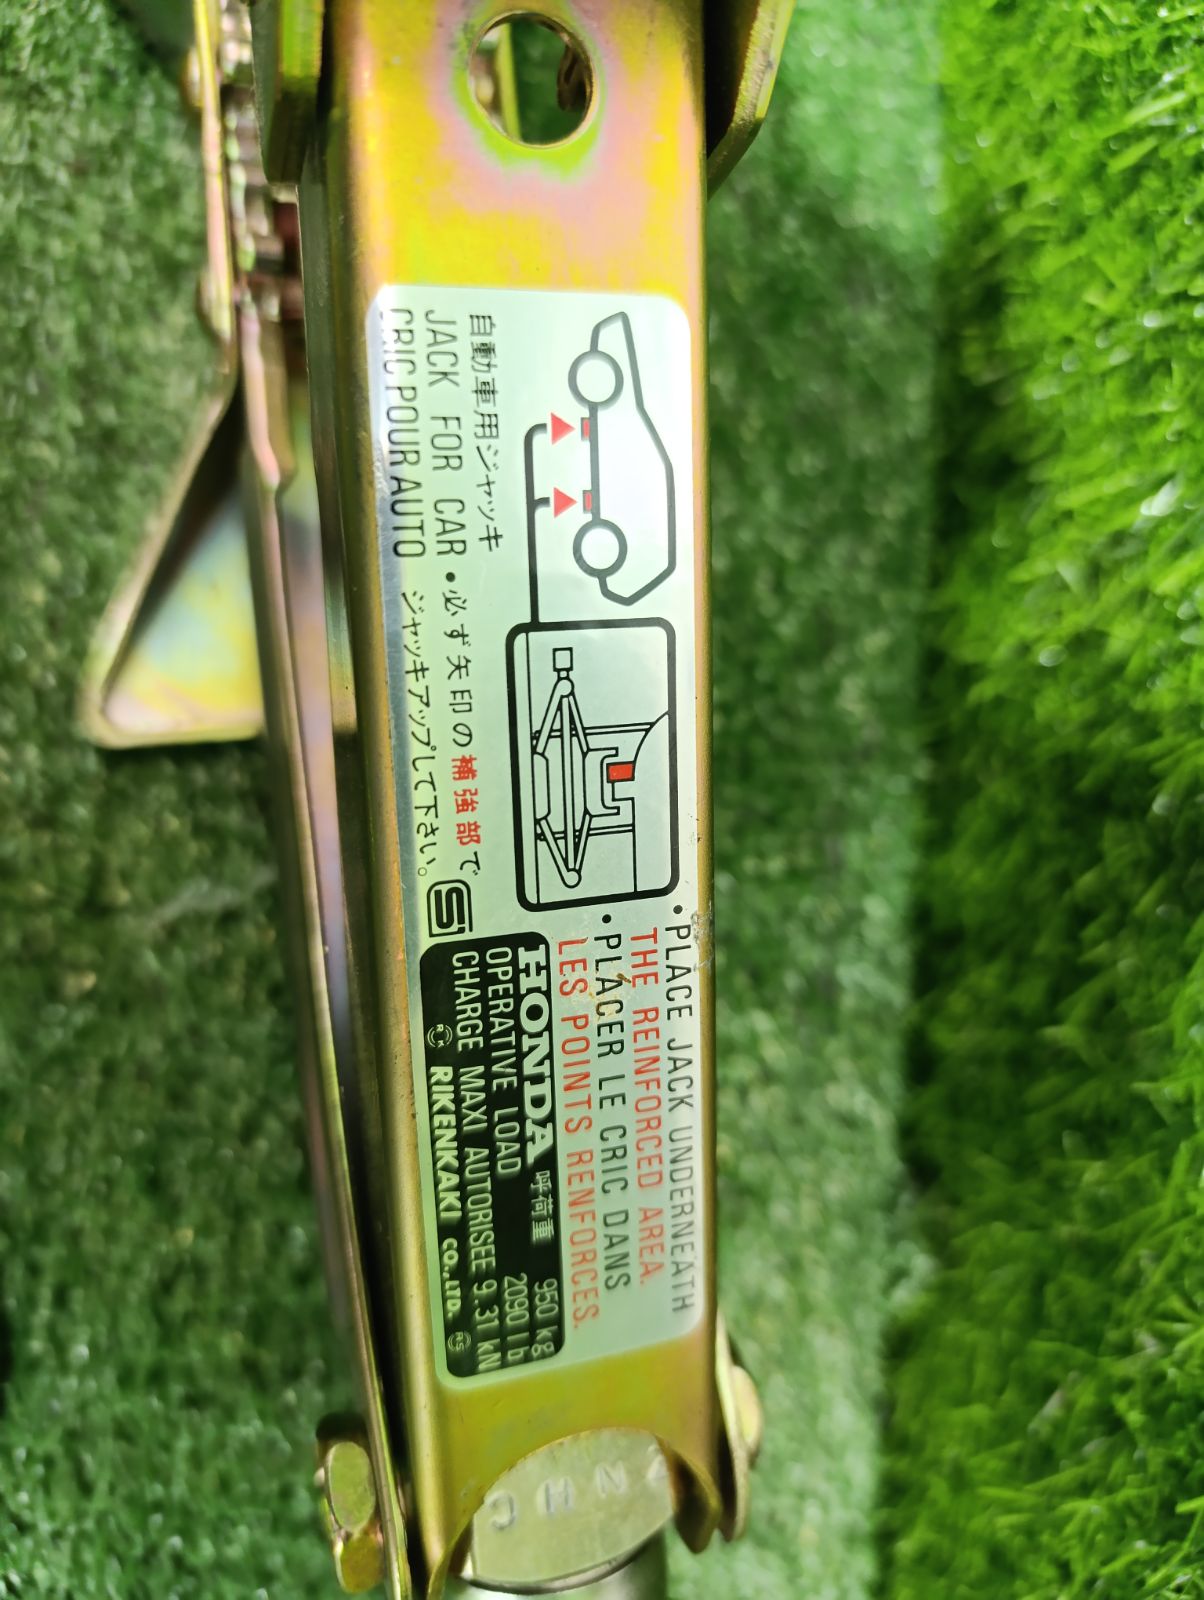 自動車用ジャッキ
JACK FOR CAR
CRIC POUR AUTO
・必ず矢印の補強部で
ジャッキアップして下さい。
・PLACE JACK UNDERNEATH
THE REINFORCED AREA.
・PLACER LE CRIC DANS
LES POINTS RENFORCES.
HONDA 呼荷重 950 kg
OPERATIVE LOAD 2090 lb
CHARGE MAXI AUTORISEE 9.31 kN
RIKENKAKI CO.,LTD. RS